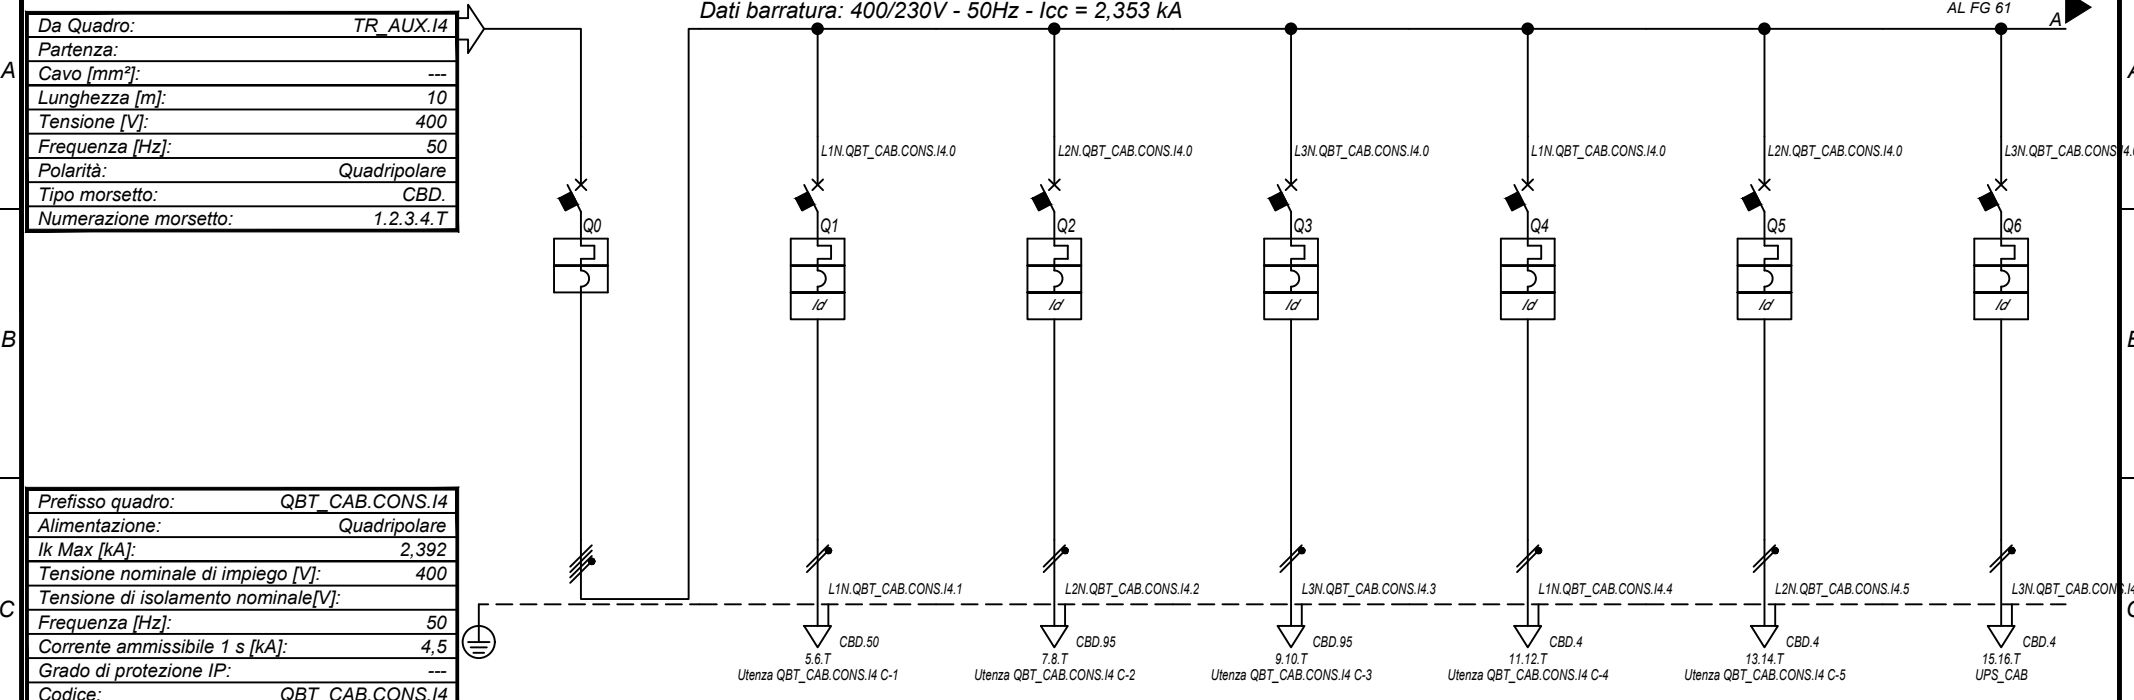 Dati barratura: 400/230V - 50Hz - Icc = 2,353 kA
AL FG 61
A
Da Quadro: TR_AUX.I4
Partenza:
Cavo [mm²]: ---
Lunghezza [m]: 10
Tensione [V]: 400
Frequenza [Hz]: 50
Polarità: Quadripolare
Tipo morsetto: CBD.
Numerazione morsetto: 1.2.3.4.T
A
L1N.QBT_CAB.CONS.I4.0 L2N.QBT_CAB.CONS.I4.0 L3N.QBT_CAB.CONS.I4.0 L1N.QBT_CAB.CONS.I4.0 L2N.QBT_CAB.CONS.I4.0 L3N.QBT_CAB.CONS.I4.0
Q0 Q1 Q2 Q3 Q4 Q5 Q6
Id Id Id Id Id Id
B
Prefisso quadro: QBT_CAB.CONS.I4
Alimentazione: Quadripolare
Ik Max [kA]: 2,392
Tensione nominale di impiego [V]: 400
Tensione di isolamento nominale[V]:
Frequenza [Hz]: 50
Corrente ammissibile 1 s [kA]: 4,5
Grado di protezione IP: ---
Codice: QBT_CAB.CONS.I4
C
L1N.QBT_CAB.CONS.I4.1 L2N.QBT_CAB.CONS.I4.2 L3N.QBT_CAB.CONS.I4.3 L1N.QBT_CAB.CONS.I4.4 L2N.QBT_CAB.CONS.I4.5 L3N.QBT_CAB.CONS.I4
CBD.50 CBD.95 CBD.95 CBD.4 CBD.4 CBD.4
5.6.T 7.8.T 9.10.T 11.12.T 13.14.T 15.16.T
Utenza QBT_CAB.CONS.I4 C-1 Utenza QBT_CAB.CONS.I4 C-2 Utenza QBT_CAB.CONS.I4 C-3 Utenza QBT_CAB.CONS.I4 C-4 Utenza QBT_CAB.CONS.I4 C-5 UPS_CAB